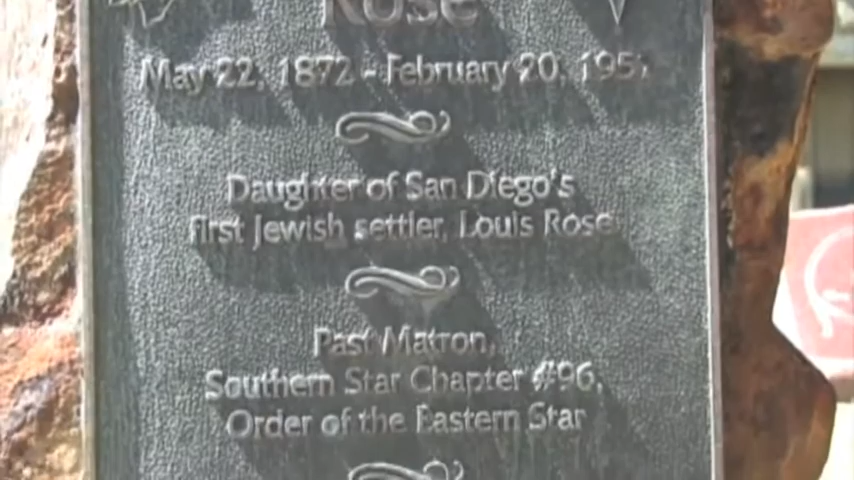 Rose
May 22, 1872 - February 20, 195
Daughter of San Diego's
first Jewish settler, Louis Rose
Past Matron,
Southern Star Chapter #96,
Order of the Eastern Star